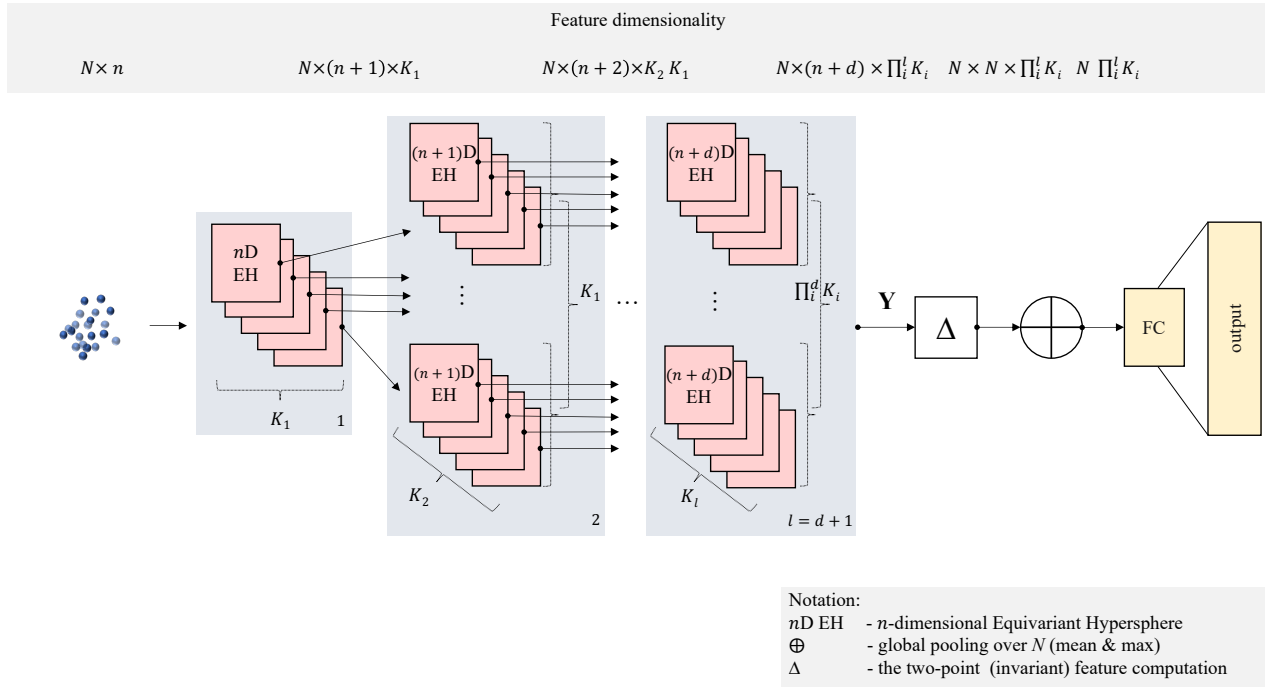 Feature dimensionality
N × n
N×(n + 1)×K₁
N×(n + 2)×K₂ K₁
N×(n + d) × ∏ᵢˡ Kᵢ
N × N × ∏ᵢˡ Kᵢ
N ∏ᵢˡ Kᵢ
nD
EH
K₁
1
(n + 1)D
EH
⋮
K₁
(n + 1)D
EH
K₂
2
…
(n + d)D
EH
⋮
∏ᵢᵈ Kᵢ
(n + d)D
EH
Kₗ
l = d + 1
Y
Δ
FC
output
Notation:
nD EH - n-dimensional Equivariant Hypersphere
⊕ - global pooling over N (mean & max)
Δ - the two-point (invariant) feature computation